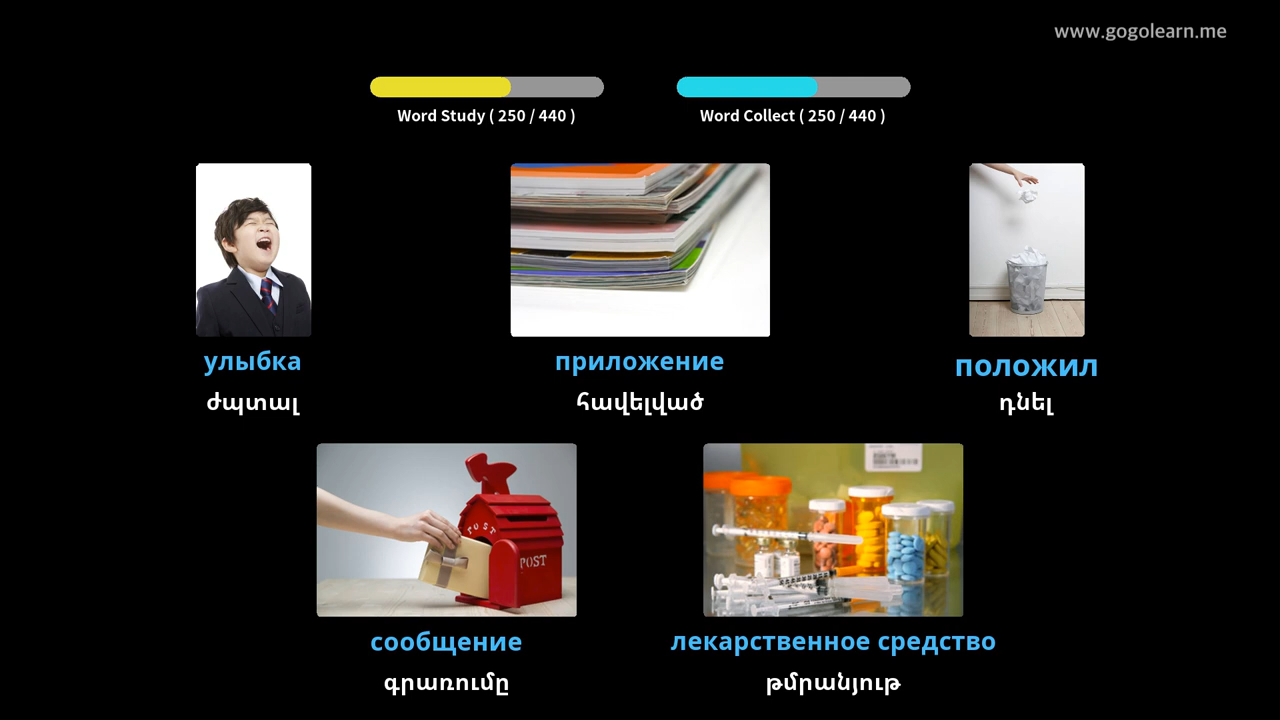 www.gogolearn.me
Word Study ( 250 / 440 )
Word Collect ( 250 / 440 )
улыбка
приложение
положил
ժպտալ
հավելված
դնել
POST
POST
сообщение
лекарственное средство
գրառումը
թմրանյութ